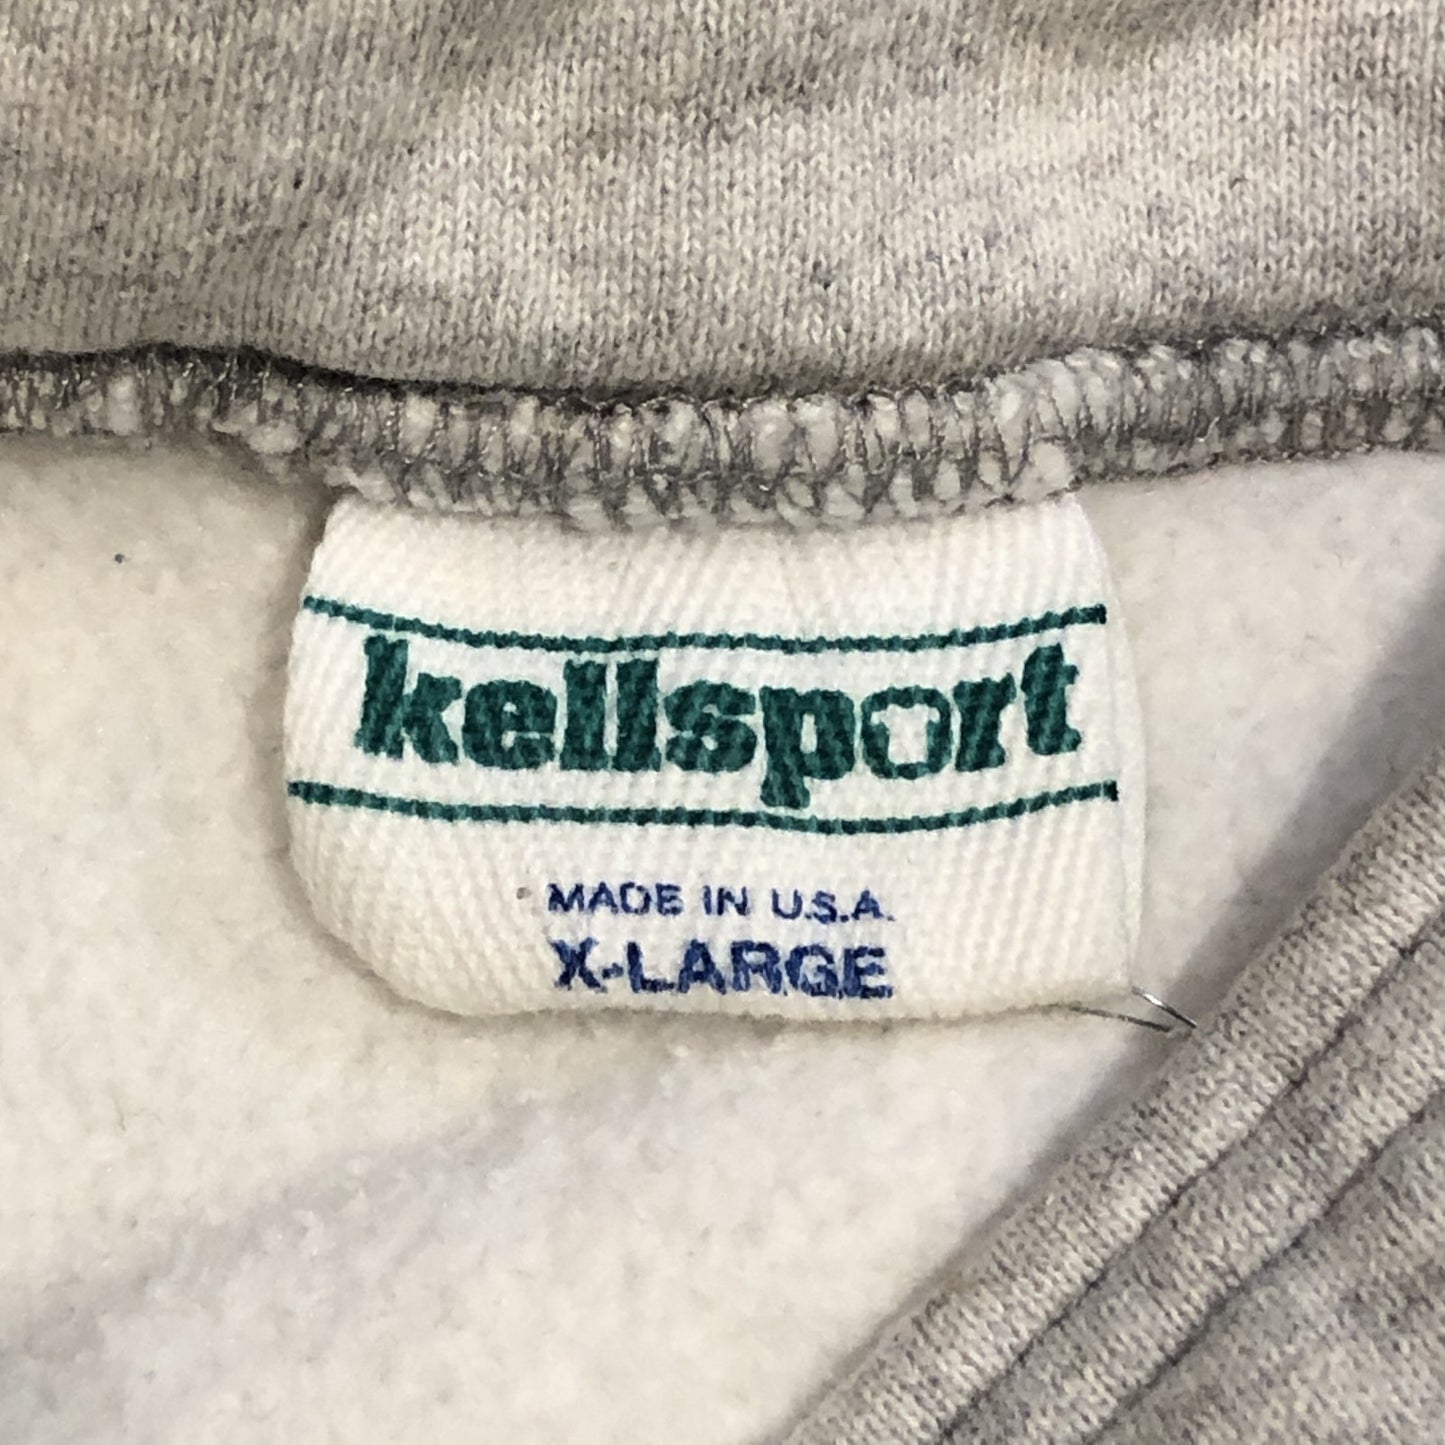 kellsport
MADE IN U.S.A.
X-LARGE